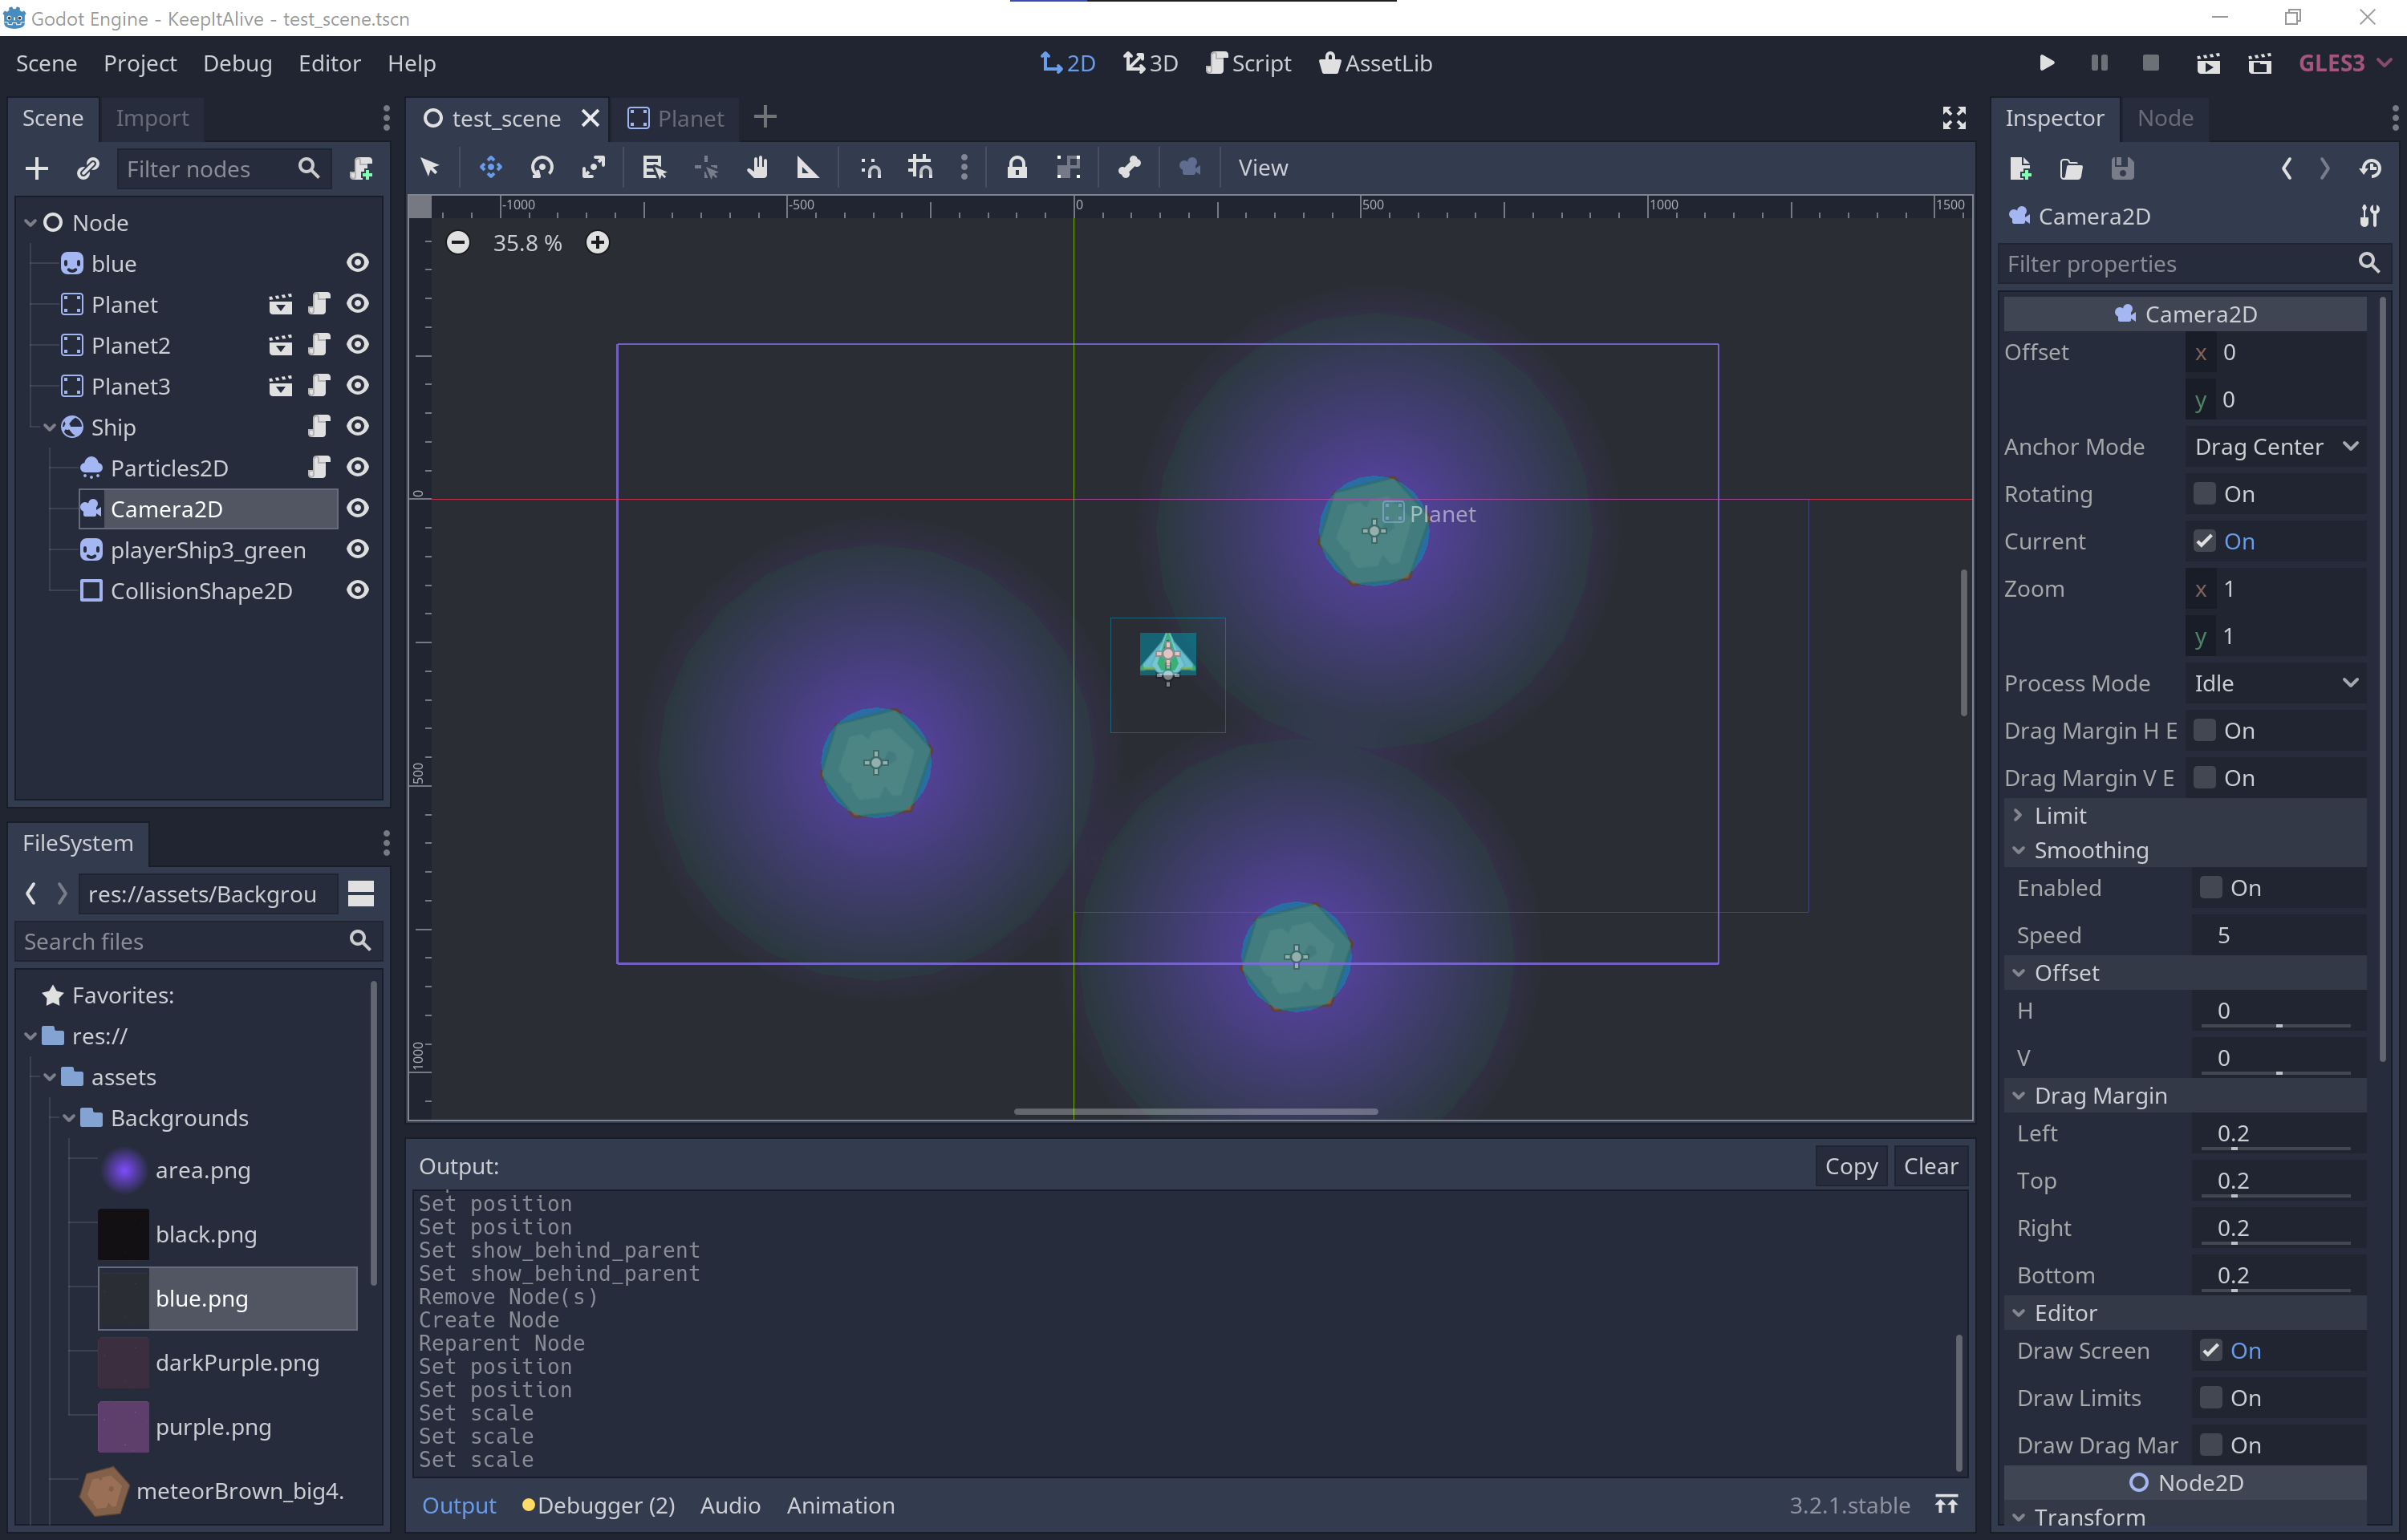 Godot Engine - KeepItAlive - test_scene.tscn
Scene Project Debug Editor Help
2D 3D Script AssetLib
GLES3
Scene Import
Filter nodes
Node
blue
Planet
Planet2
Planet3
Ship
Particles2D
Camera2D
playerShip3_green
CollisionShape2D
FileSystem
res://assets/Backgrou
Search files
Favorites:
res://
assets
Backgrounds
area.png
black.png
blue.png
darkPurple.png
purple.png
meteorBrown_big4.
test_scene Planet
View
-1000 -500 0 500 1000 1500
35.8 %
0
500
1000
Planet
Output:
Copy Clear
Set position
Set position
Set show_behind_parent
Set show_behind_parent
Remove Node(s)
Create Node
Reparent Node
Set position
Set position
Set scale
Set scale
Set scale
Output Debugger (2) Audio Animation 3.2.1.stable
Inspector Node
Camera2D
Filter properties
Camera2D
Offset x 0
y 0
Anchor Mode Drag Center
Rotating On
Current On
Zoom x 1
y 1
Process Mode Idle
Drag Margin H E On
Drag Margin V E On
Limit
Smoothing
Enabled On
Speed 5
Offset
H 0
V 0
Drag Margin
Left 0.2
Top 0.2
Right 0.2
Bottom 0.2
Editor
Draw Screen On
Draw Limits On
Draw Drag Mar On
Node2D
Transform